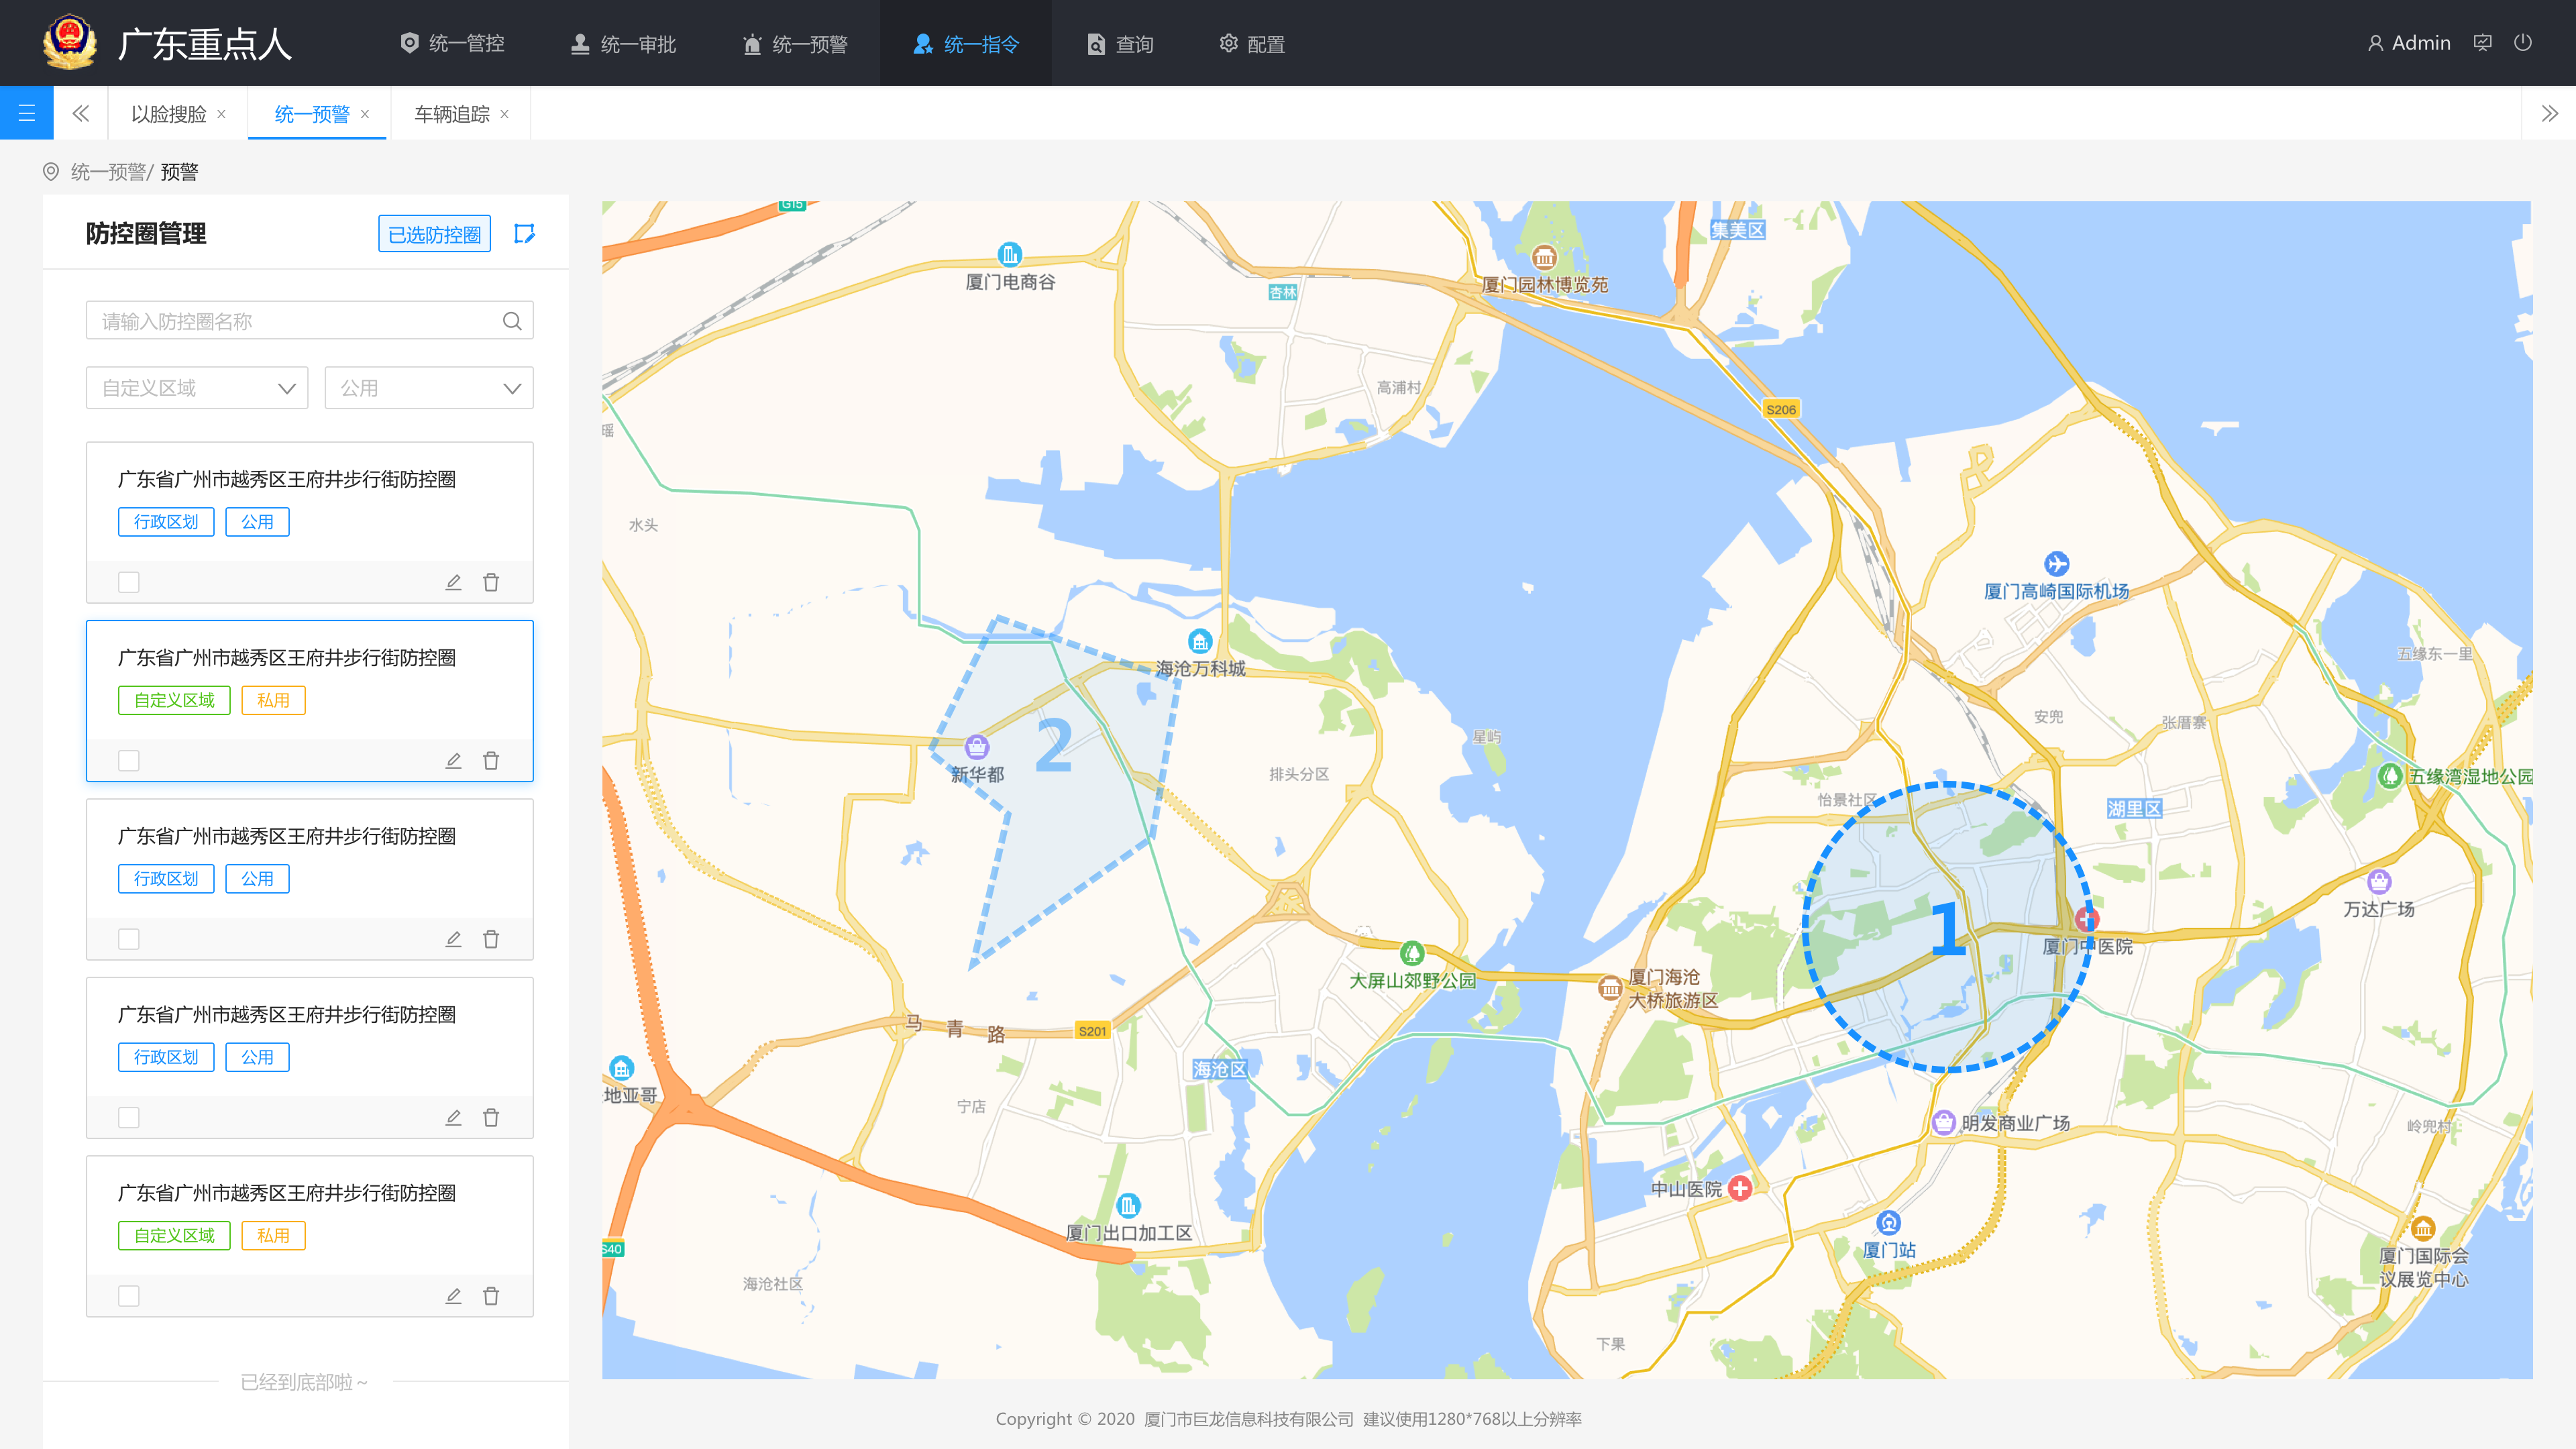 广东重点人
统一管控
统一审批
统一预警
统一指令
查询
配置
Admin
以脸搜脸 ×
统一预警 ×
车辆追踪 ×
统一预警/ 预警
防控圈管理
已选防控圈
请输入防控圈名称
自定义区域
公用
广东省广州市越秀区王府井步行街防控圈
行政区划 公用
广东省广州市越秀区王府井步行街防控圈
自定义区域 私用
广东省广州市越秀区王府井步行街防控圈
行政区划 公用
广东省广州市越秀区王府井步行街防控圈
行政区划 公用
广东省广州市越秀区王府井步行街防控圈
自定义区域 私用
已经到底部啦~
G15
集美区
厦门电商谷
厦门园林博览苑
杏林
高浦村
S206
瑶
水头
厦门高崎国际机场
海沧万科城
五缘东一里
安兜
张厝寨
星屿
2
新华都
排头分区
五缘湾湿地公园
怡景社区
湖里区
万达广场
1
厦门中医院
大屏山郊野公园
厦门海沧
大桥旅游区
马青路
S201
海沧区
地亚哥
宁店
明发商业广场
岭兜村
中山医院
厦门出口加工区
S40
厦门站
厦门国际会
议展览中心
海沧社区
下果
Copyright © 2020 厦门市巨龙信息科技有限公司 建议使用1280*768以上分辨率